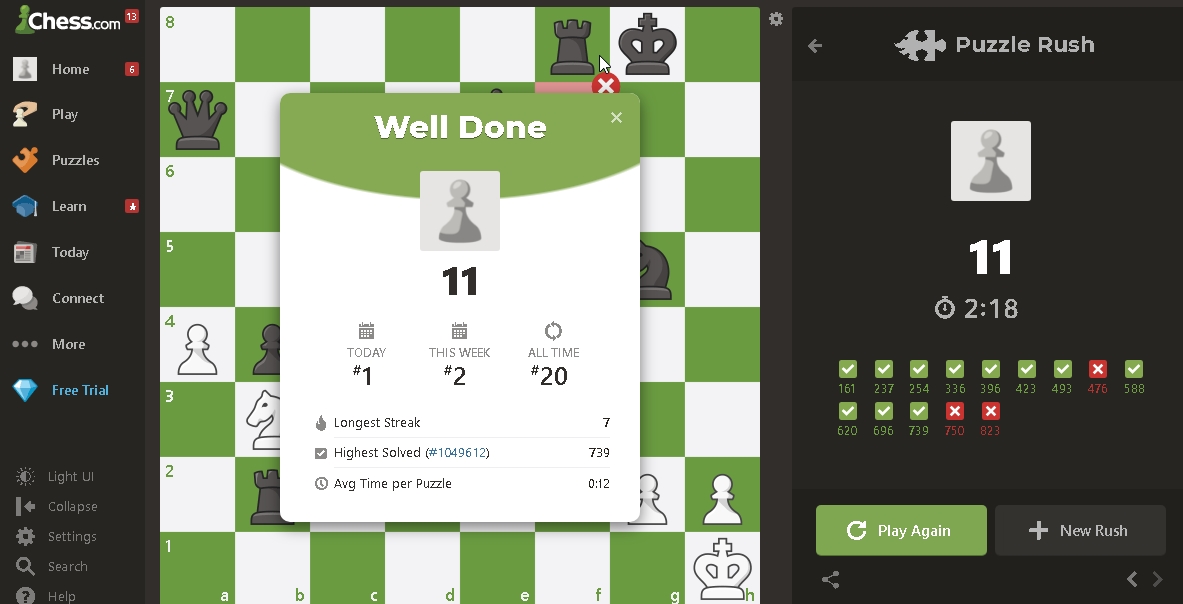 Chess.com 13
Home 6
Play
Puzzles
Learn
Today
Connect
More
Free Trial
Light UI
Collapse
Settings
Search
Help
8
7
6
5
4
3
2
1
a b c d e f g h
Well Done
11
TODAY THIS WEEK ALL TIME
#1 #2 #20
Longest Streak 7
Highest Solved (#1049612) 739
Avg Time per Puzzle 0:12
Puzzle Rush
11
2:18
161 237 254 336 396 423 493 476 588
620 696 739 750 823
Play Again
New Rush